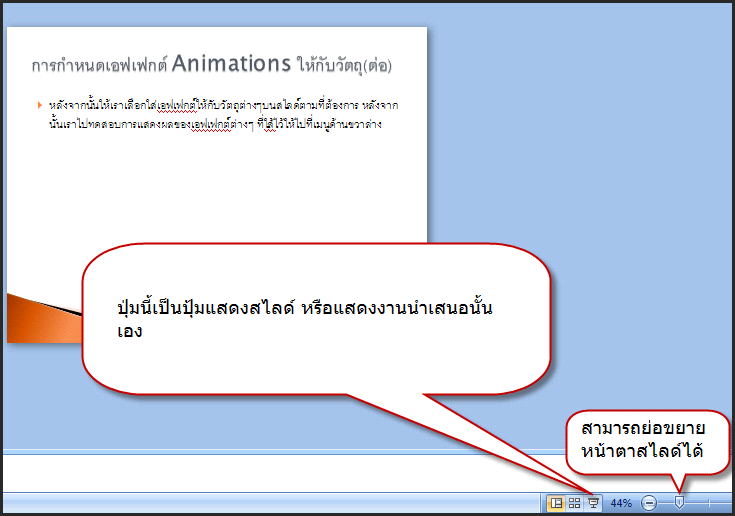 การกำหนดเอฟเฟกต์ Animations ให้กับวัตถุ(ต่อ)
หลังจากนั้นให้เราเลือกใส่เอฟเฟกต์ให้กับวัตถุต่างๆบนสไลด์ตามที่ต้องการ หลังจาก
นั้นเราไปทดสอบการแสดงผลของเอฟเฟกต์ต่างๆ ที่ใส้ไว้ให้ไปที่เมนูด้านขวาล่าง
ปุ่มนี้เป็นปุ้มแสดงสไลด์ หรือแสดงงานนำเสนอนั้น
เอง
สามารถย่อขยาย
หน้าตาสไลด์ได้
44%